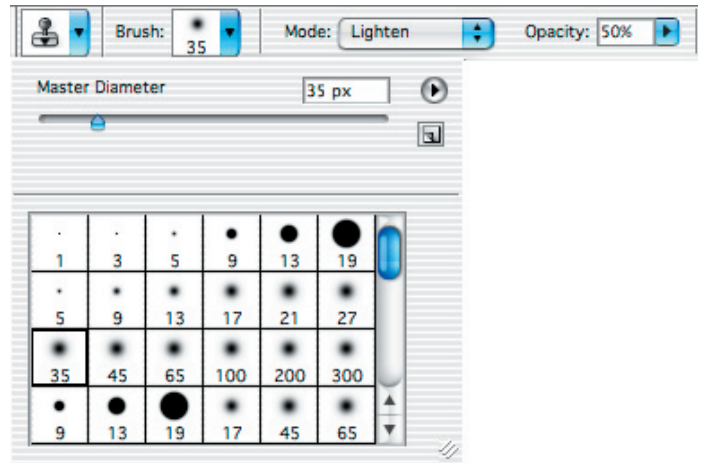 Brush: 35 Mode: Lighten Opacity: 50%
Master Diameter 35 px
1 3 5 9 13 19
5 9 13 17 21 27
35 45 65 100 200 300
9 13 19 17 45 65